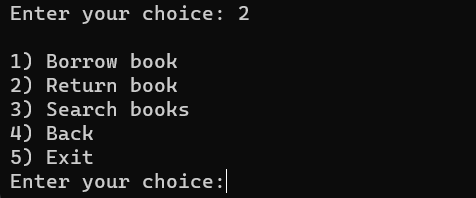 Enter your choice: 2
1) Borrow book
2) Return book
3) Search books
4) Back
5) Exit
Enter your choice: